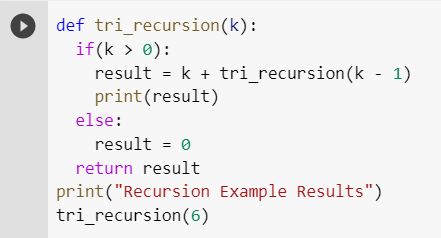 def tri_recursion(k):
  if(k > 0):
    result = k + tri_recursion(k - 1)
    print(result)
  else:
    result = 0
  return result
print("Recursion Example Results")
tri_recursion(6)